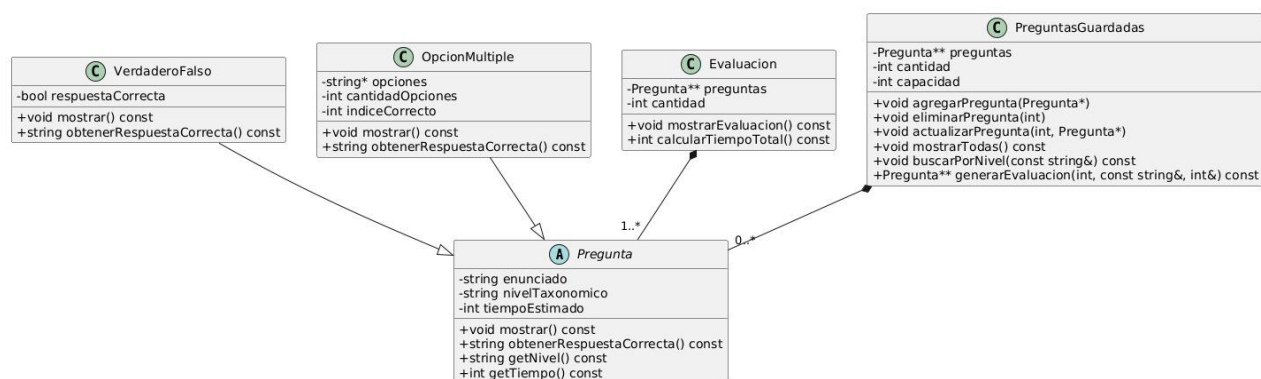 C VerdaderoFalso
-bool respuestaCorrecta
+void mostrar() const
+string obtenerRespuestaCorrecta() const
C OpcionMultiple
-string* opciones
-int cantidadOpciones
-int indiceCorrecto
+void mostrar() const
+string obtenerRespuestaCorrecta() const
C Evaluacion
-Pregunta** preguntas
-int cantidad
+void mostrarEvaluacion() const
+int calcularTiempoTotal() const
C PreguntasGuardadas
-Pregunta** preguntas
-int cantidad
-int capacidad
+void agregarPregunta(Pregunta*)
+void eliminarPregunta(int)
+void actualizarPregunta(int, Pregunta*)
+void mostrarTodas() const
+void buscarPorNivel(const string&) const
+Pregunta** generarEvaluacion(int, const string&, int&) const
1..*
0..*
A Pregunta
-string enunciado
-string nivelTaxonomico
-int tiempoEstimado
+void mostrar() const
+string obtenerRespuestaCorrecta() const
+string getNivel() const
+int getTiempo() const